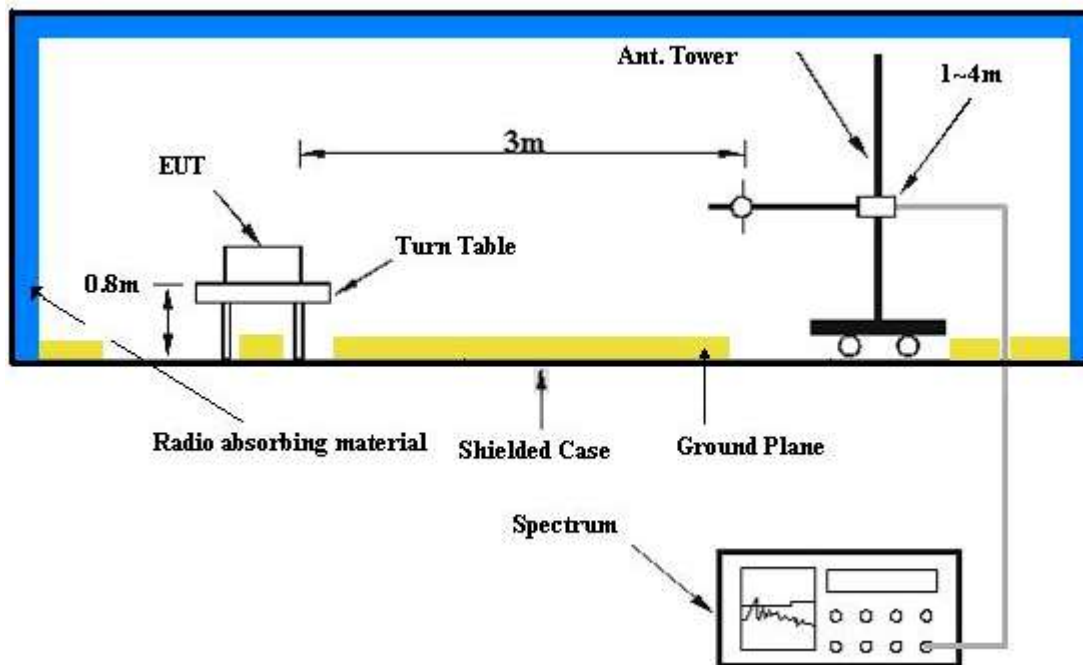 Ant. Tower
1~4m
3m
EUT
Turn Table
0.8m
Radio absorbing material
Shielded Case
Ground Plane
Spectrum